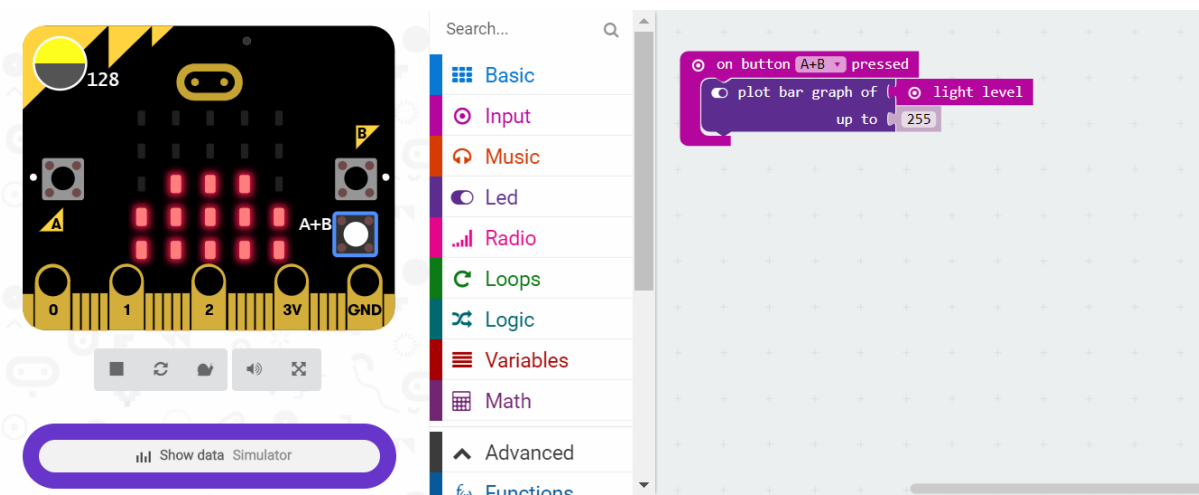 128
B
A
A+B
0 1 2 3V GND
Show data Simulator
Search...
Basic
Input
Music
Led
Radio
Loops
Logic
Variables
Math
Advanced
Functions
on button A+B pressed
plot bar graph of light level
up to 255